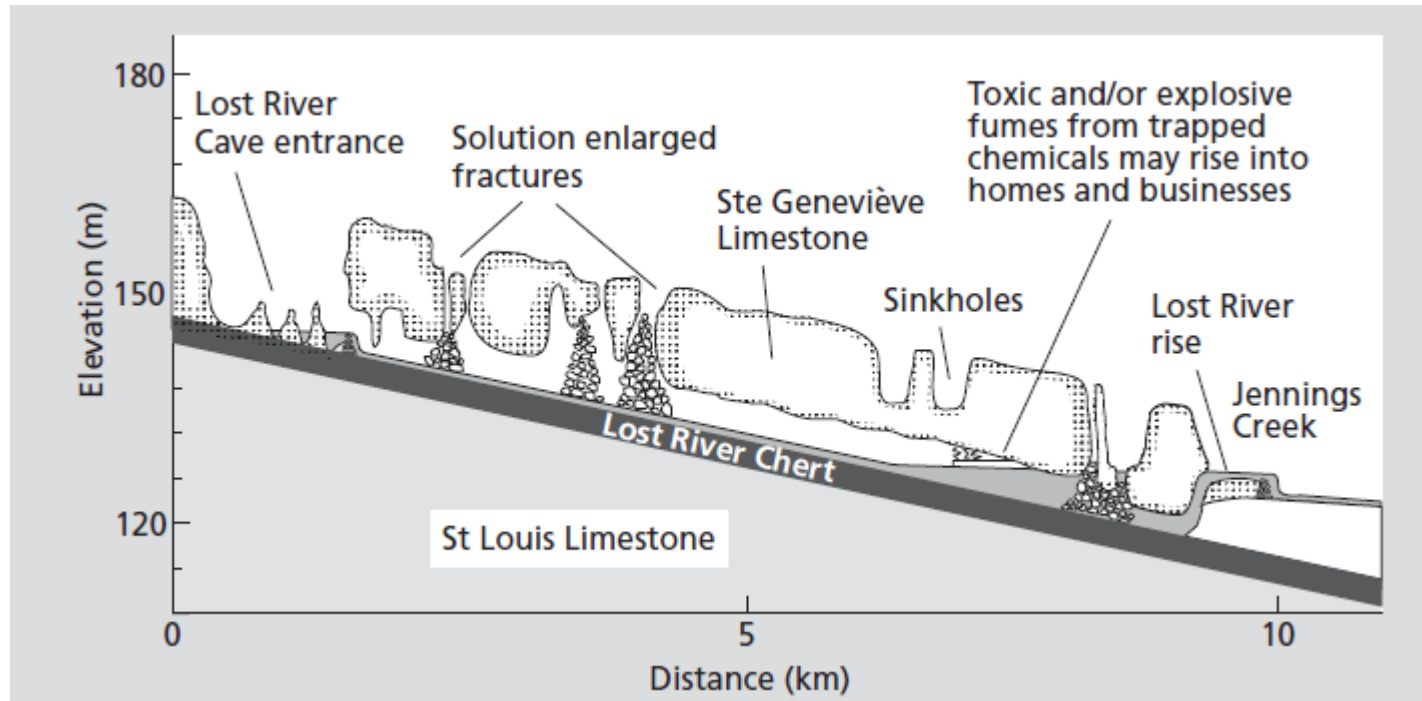 180
150
120
Elevation (m)
Lost River
Cave entrance
Solution enlarged
fractures
Ste Geneviève
Limestone
Toxic and/or explosive
fumes from trapped
chemicals may rise into
homes and businesses
Sinkholes
Lost River
rise
Jennings
Creek
Lost River Chert
St Louis Limestone
0
5
10
Distance (km)